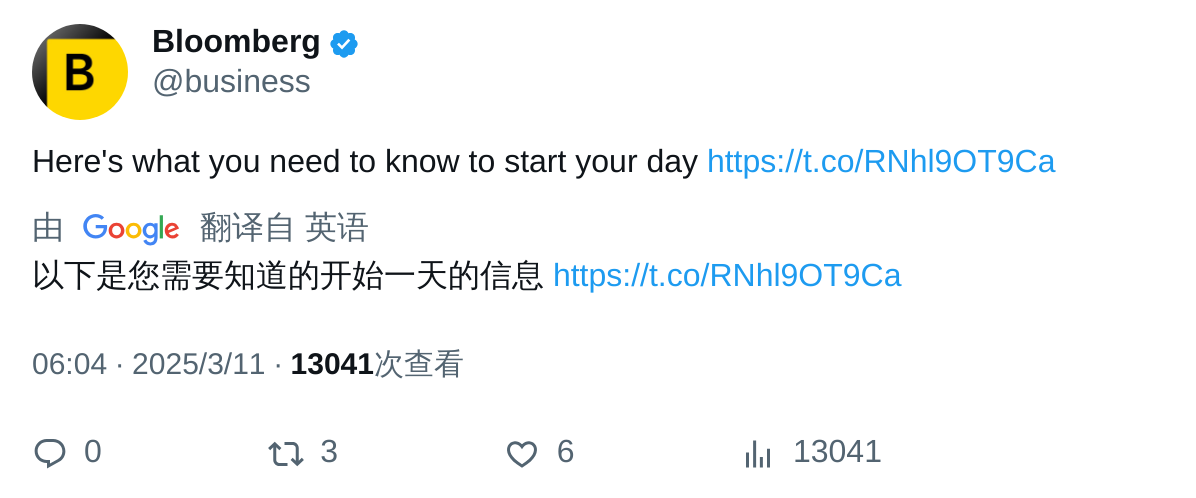 B
Bloomberg
@business
Here's what you need to know to start your day https://t.co/RNhl9OT9Ca
由 Google 翻译自 英语
以下是您需要知道的开始一天的信息 https://t.co/RNhl9OT9Ca
06:04 · 2025/3/11 · 13041次查看
0 3 6 13041